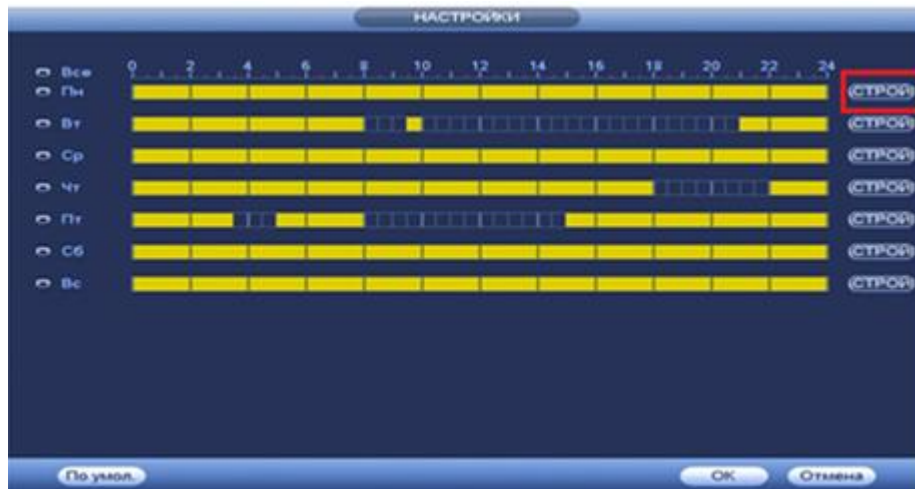 НАСТРОЙКИ
Все 0 2 4 6 8 10 12 14 16 18 20 22 24
Пн (СТРОЙ)
Вт (СТРОЙ)
Ср (СТРОЙ)
Чт (СТРОЙ)
Пт (СТРОЙ)
Сб (СТРОЙ)
Вс (СТРОЙ)
По умол. OK Отмена